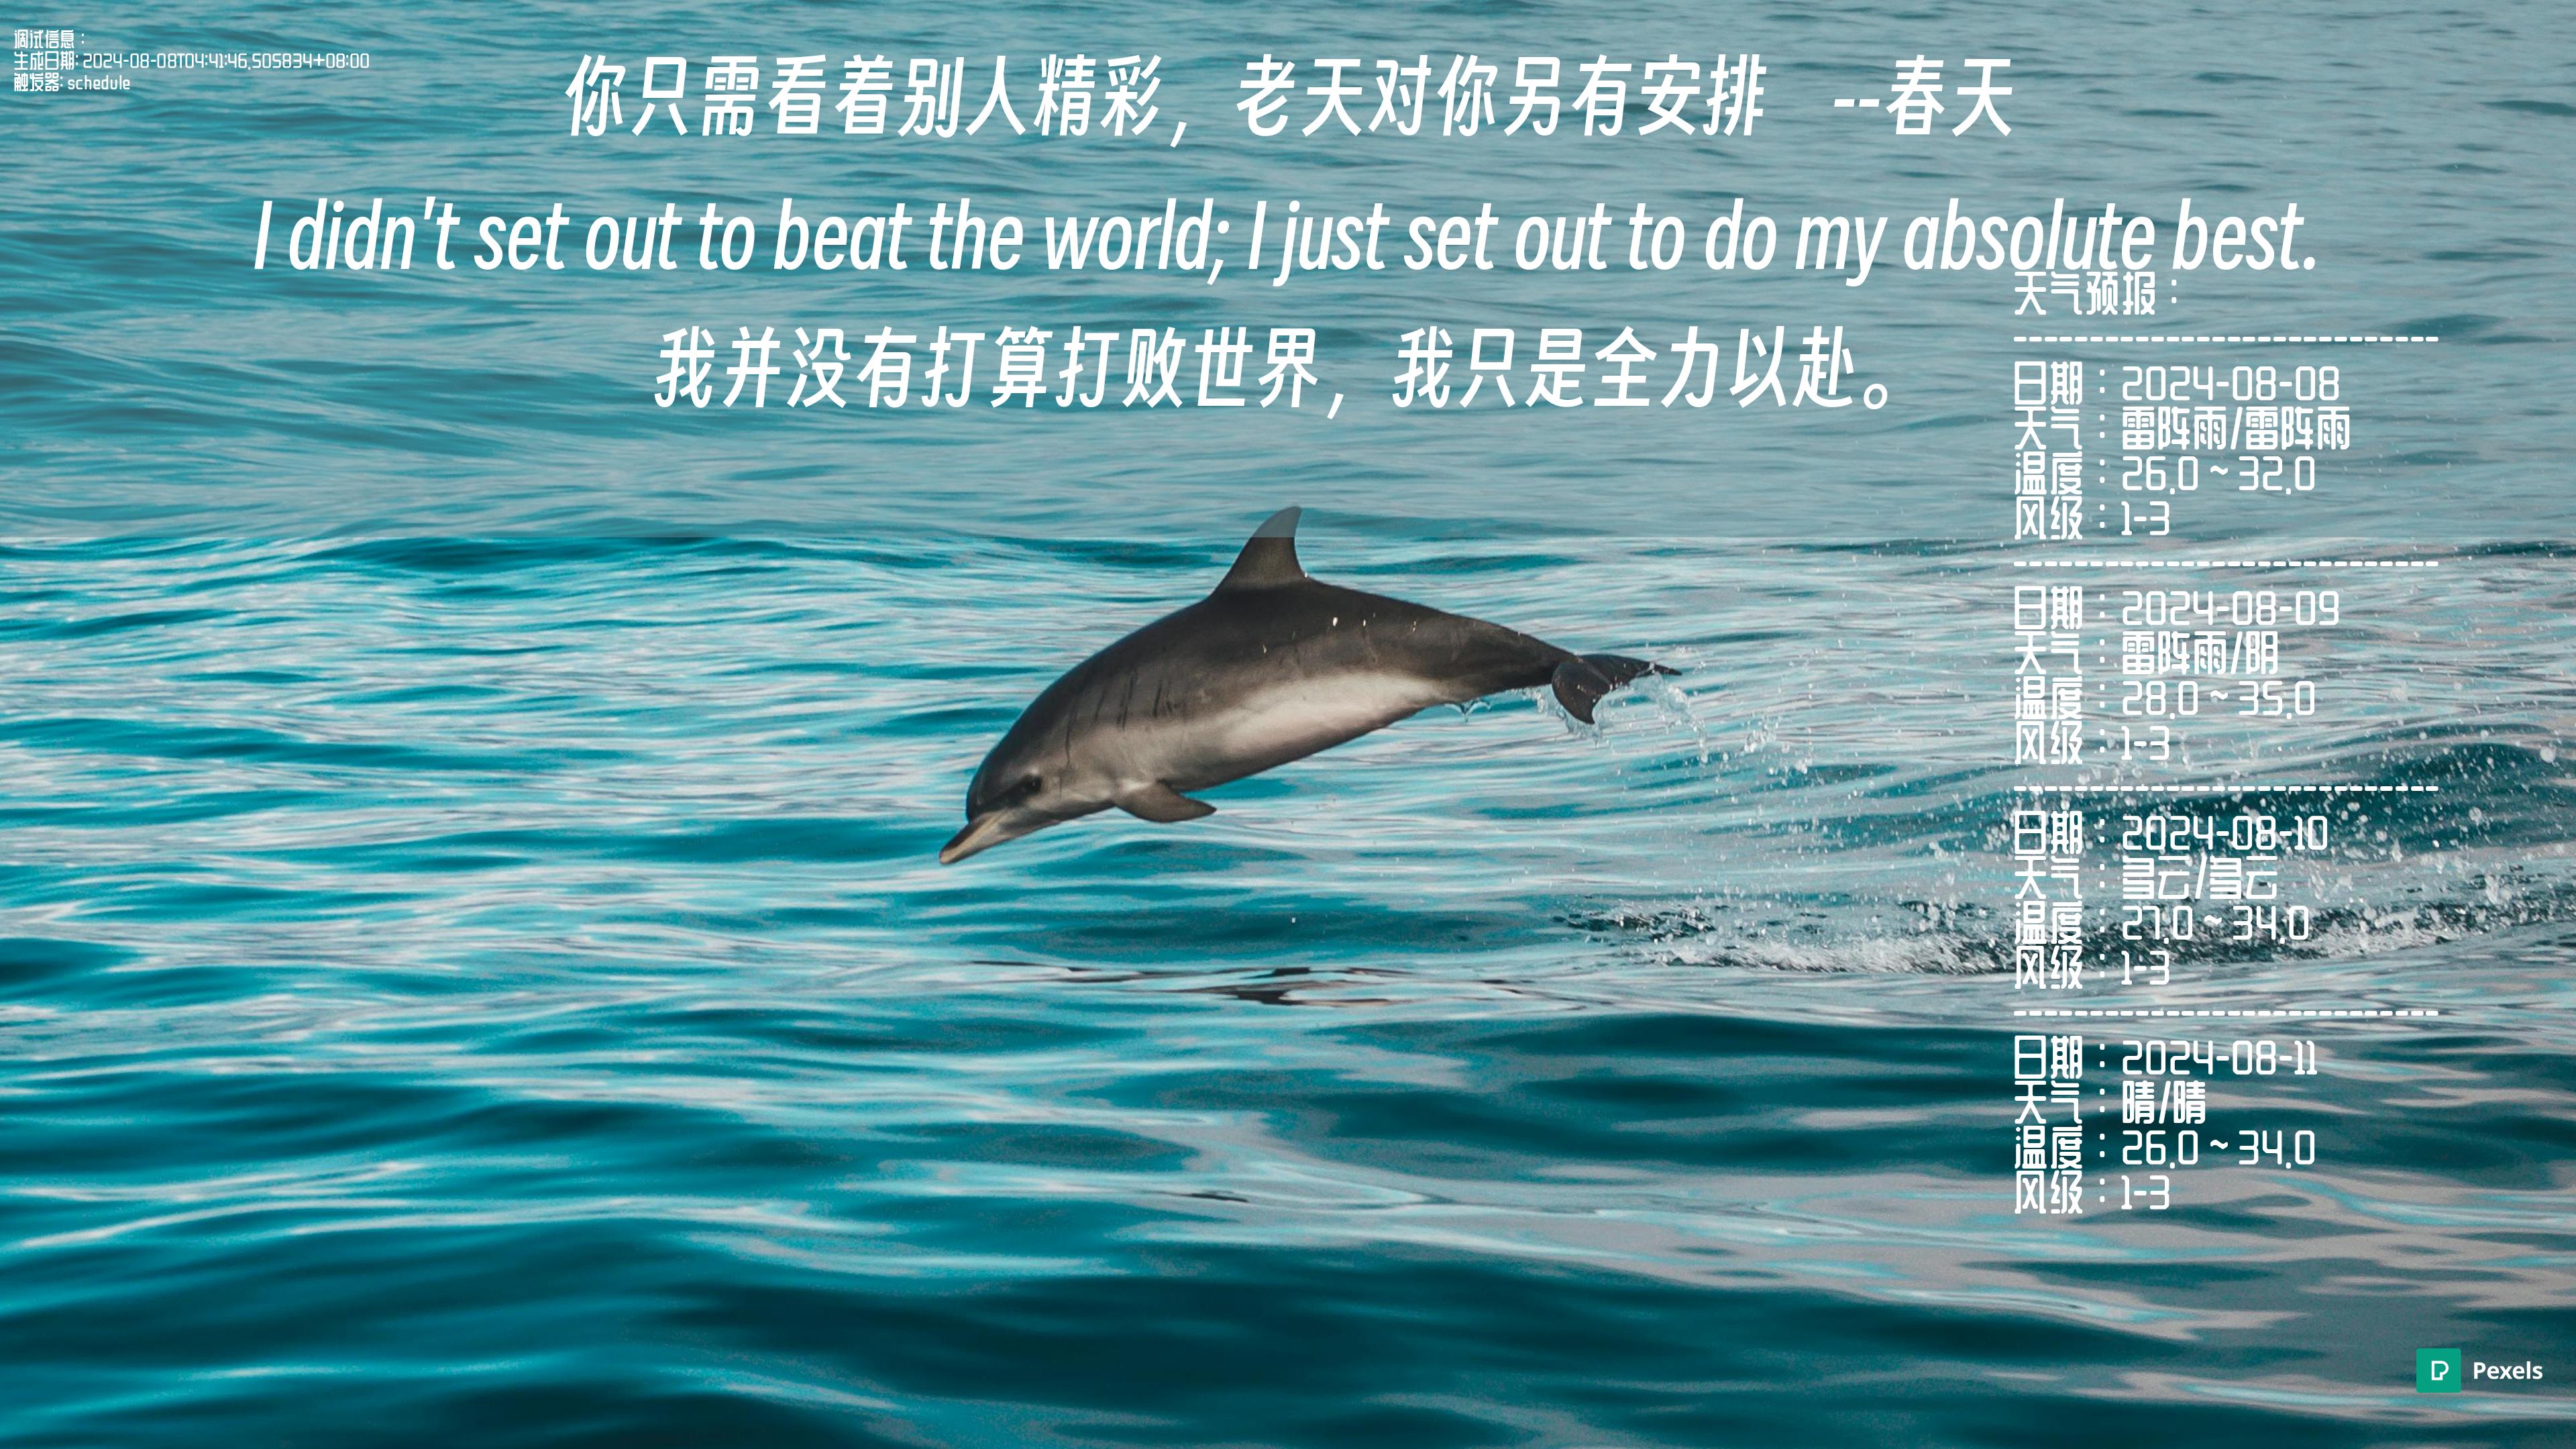 调试信息：
生成日期: 2024-08-08T04:41:46.505834+08:00
触发器: schedule
你只需看着别人精彩，老天对你另有安排 --春天
I didn't set out to beat the world; I just set out to do my absolute best.
我并没有打算打败世界，我只是全力以赴。
天气预报：
------------------------------
日期：2024-08-08
天气：雷阵雨/雷阵雨
温度：26.0 ~ 32.0
风级：1-3
------------------------------
日期：2024-08-09
天气：雷阵雨/阴
温度：28.0 ~ 35.0
风级：1-3
------------------------------
日期：2024-08-10
天气：多云/多云
温度：27.0 ~ 34.0
风级：1-3
------------------------------
日期：2024-08-11
天气：晴/晴
温度：26.0 ~ 34.0
风级：1-3
Pexels